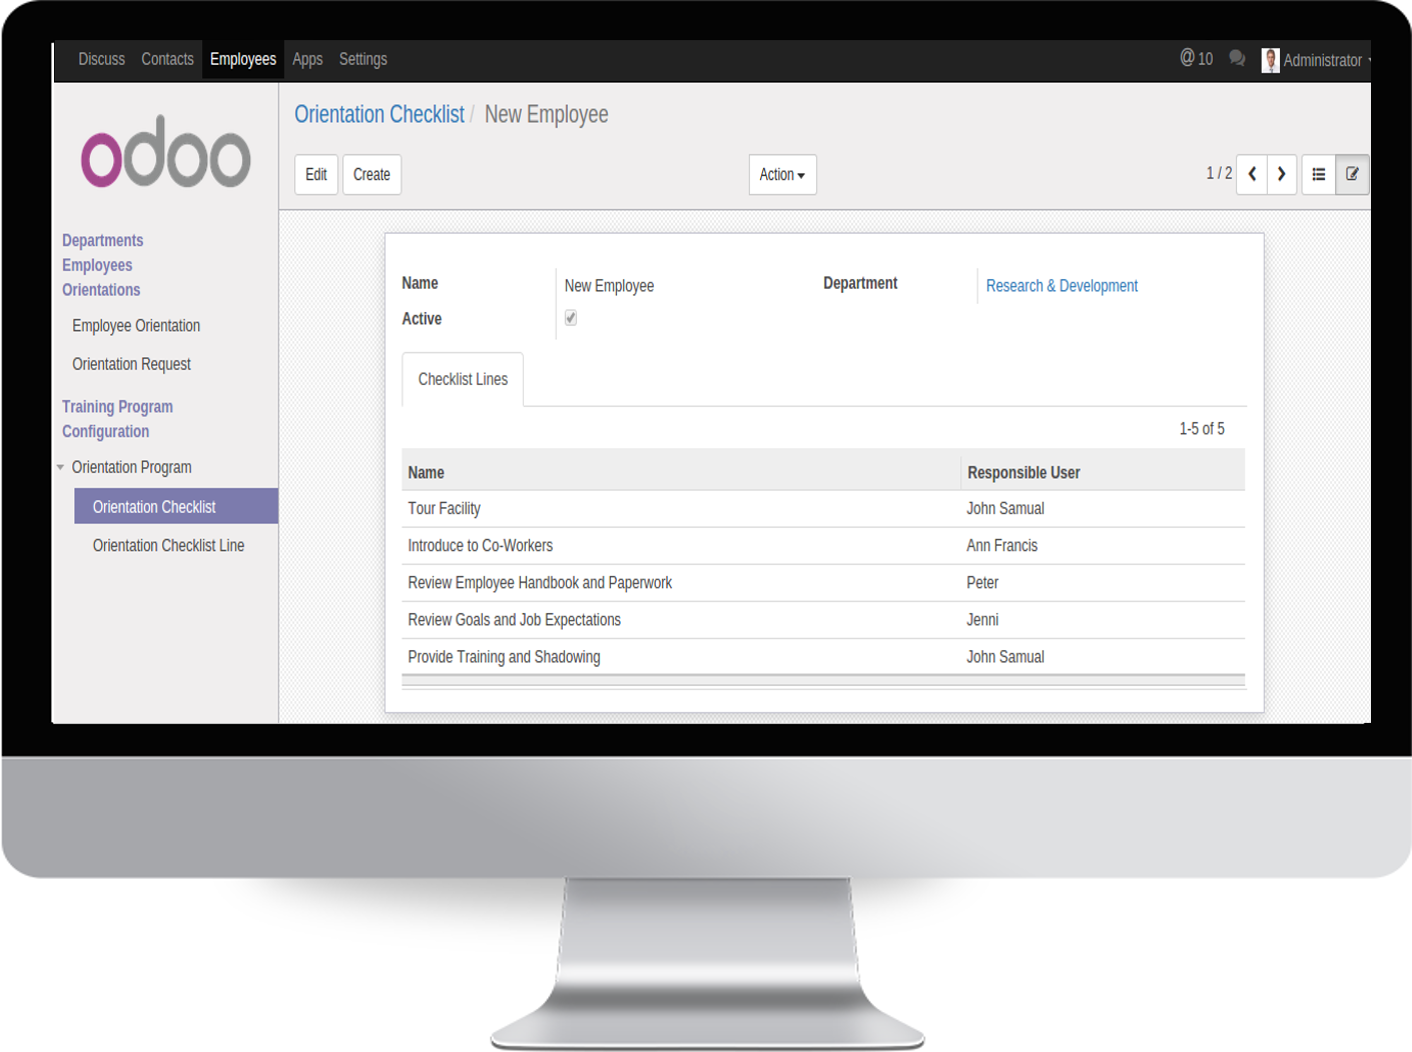 Discuss Contacts Employees Apps Settings @ 10 Administrator
odoo
Orientation Checklist / New Employee
Edit Create Action 1 / 2
Departments
Employees
Orientations
Employee Orientation
Orientation Request
Training Program
Configuration
Orientation Program
Orientation Checklist
Orientation Checklist Line
Name New Employee Department Research & Development
Active
Checklist Lines
1-5 of 5
Name Responsible User
Tour Facility John Samual
Introduce to Co-Workers Ann Francis
Review Employee Handbook and Paperwork Peter
Review Goals and Job Expectations Jenni
Provide Training and Shadowing John Samual